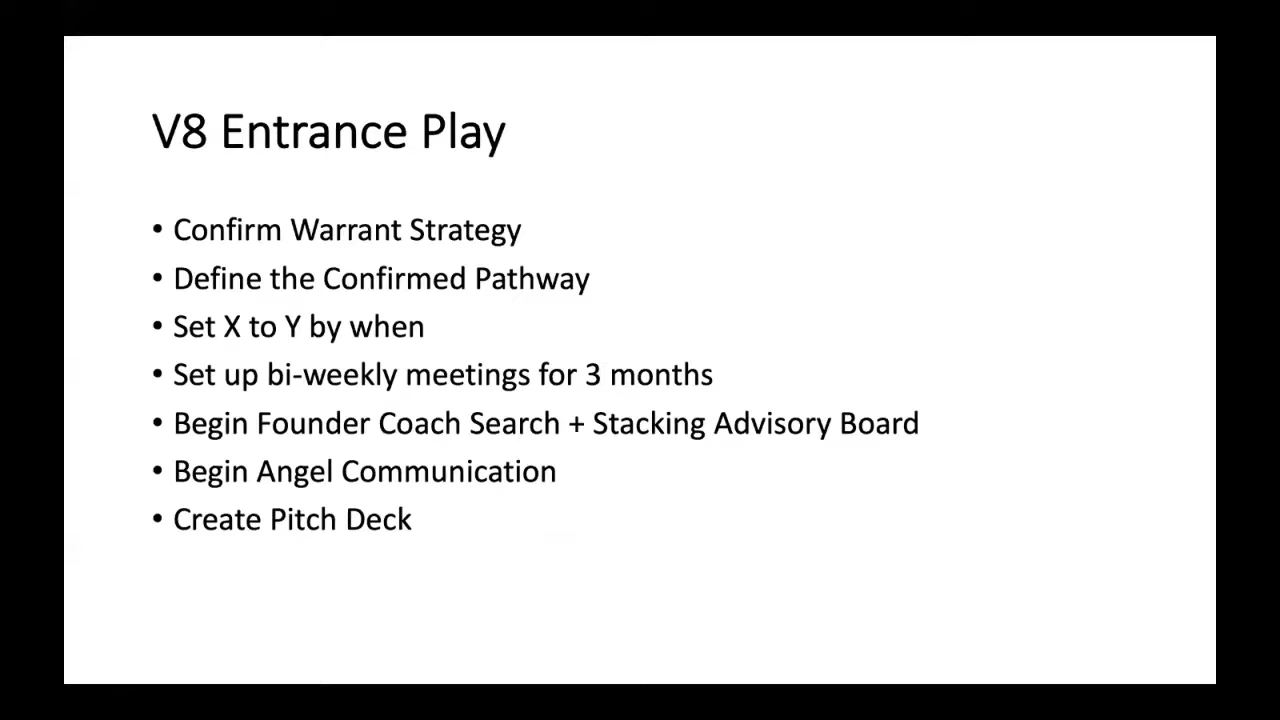 V8 Entrance Play
• Confirm Warrant Strategy
• Define the Confirmed Pathway
• Set X to Y by when
• Set up bi-weekly meetings for 3 months
• Begin Founder Coach Search + Stacking Advisory Board
• Begin Angel Communication
• Create Pitch Deck